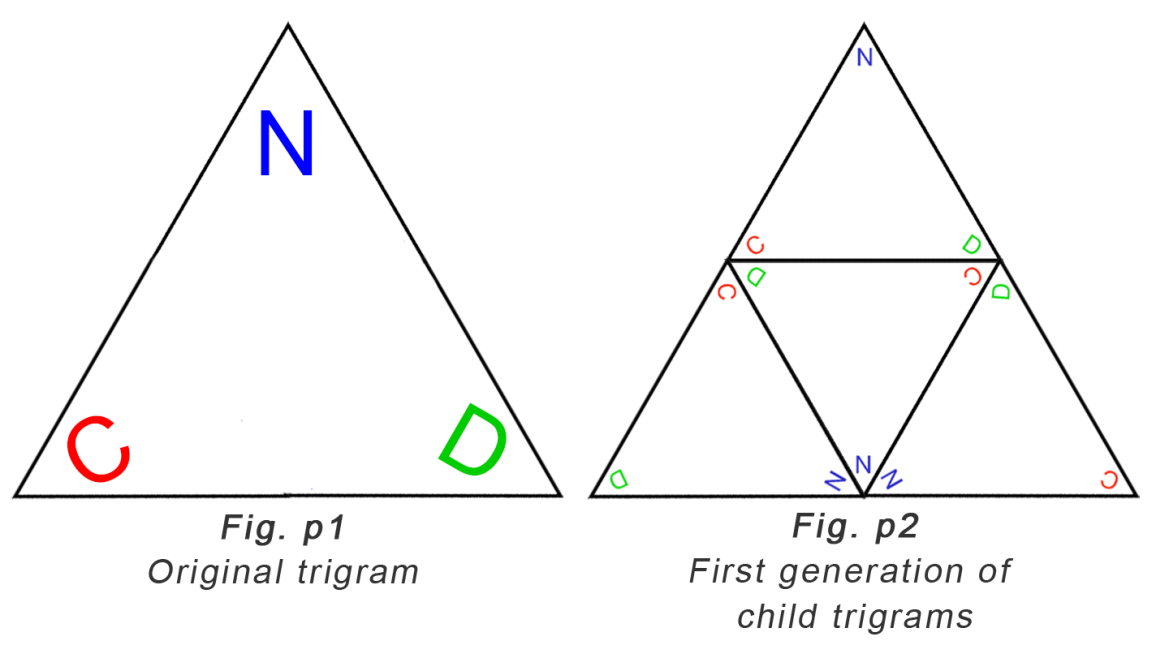 N
C D
Fig. p1
Original trigram
N
C D
C D C D
D N N N C
Fig. p2
First generation of
child trigrams